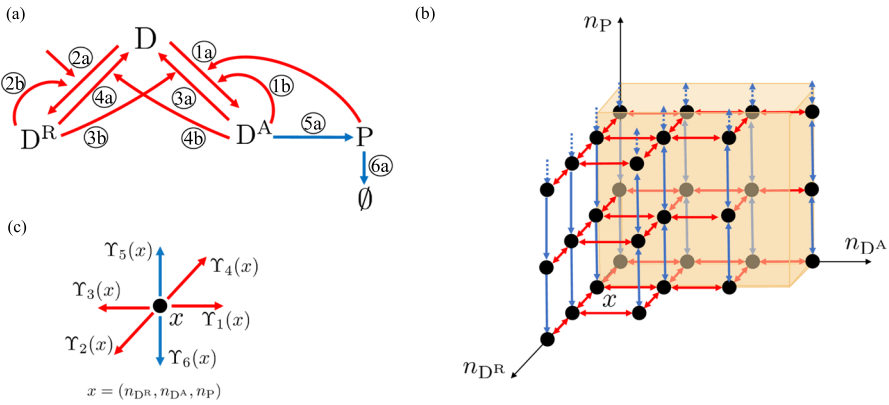 (a)
D
2a
1a
2b
4a
3a
1b
D^R
3b
4b
D^A
5a
P
6a
∅
(b)
n_P
n_{D^A}
x
n_{D^R}
(c)
Υ_5(x)
Υ_4(x)
Υ_3(x)
x
Υ_1(x)
Υ_2(x)
Υ_6(x)
x = (n_{D^R}, n_{D^A}, n_P)